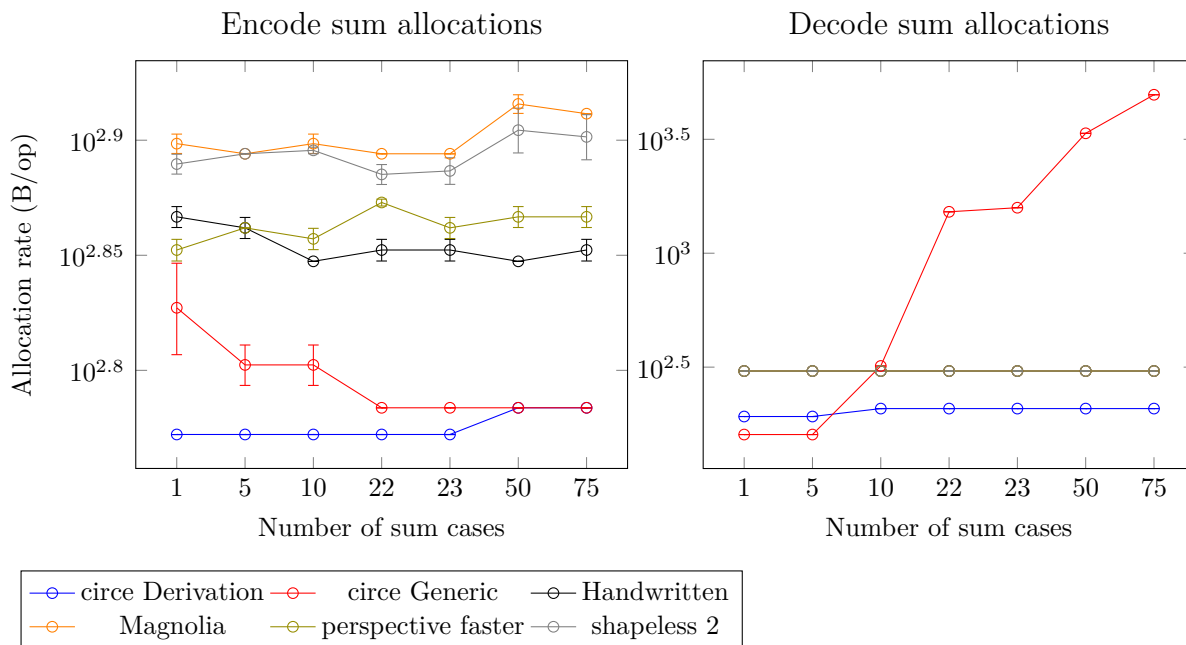 Encode sum allocations
Decode sum allocations
Allocation rate (B/op)
10^2.9
10^2.85
10^2.8
1 5 10 22 23 50 75
Number of sum cases
10^3.5
10^3
10^2.5
1 5 10 22 23 50 75
Number of sum cases
circe Derivation circe Generic Handwritten
Magnolia perspective faster shapeless 2